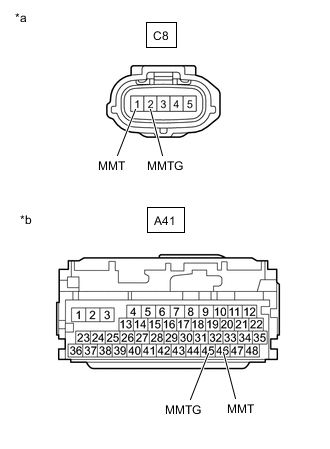 *a
C8
1 2 3 4 5
MMT MMTG
*b
A41
1 2 3 4 5 6 7 8 9 10 11 12
13 14 15 16 17 18 19 20 21 22
23 24 25 26 27 28 29 30 31 32 33 34 35
36 37 38 39 40 41 42 43 44 45 46 47 48
MMTG MMT